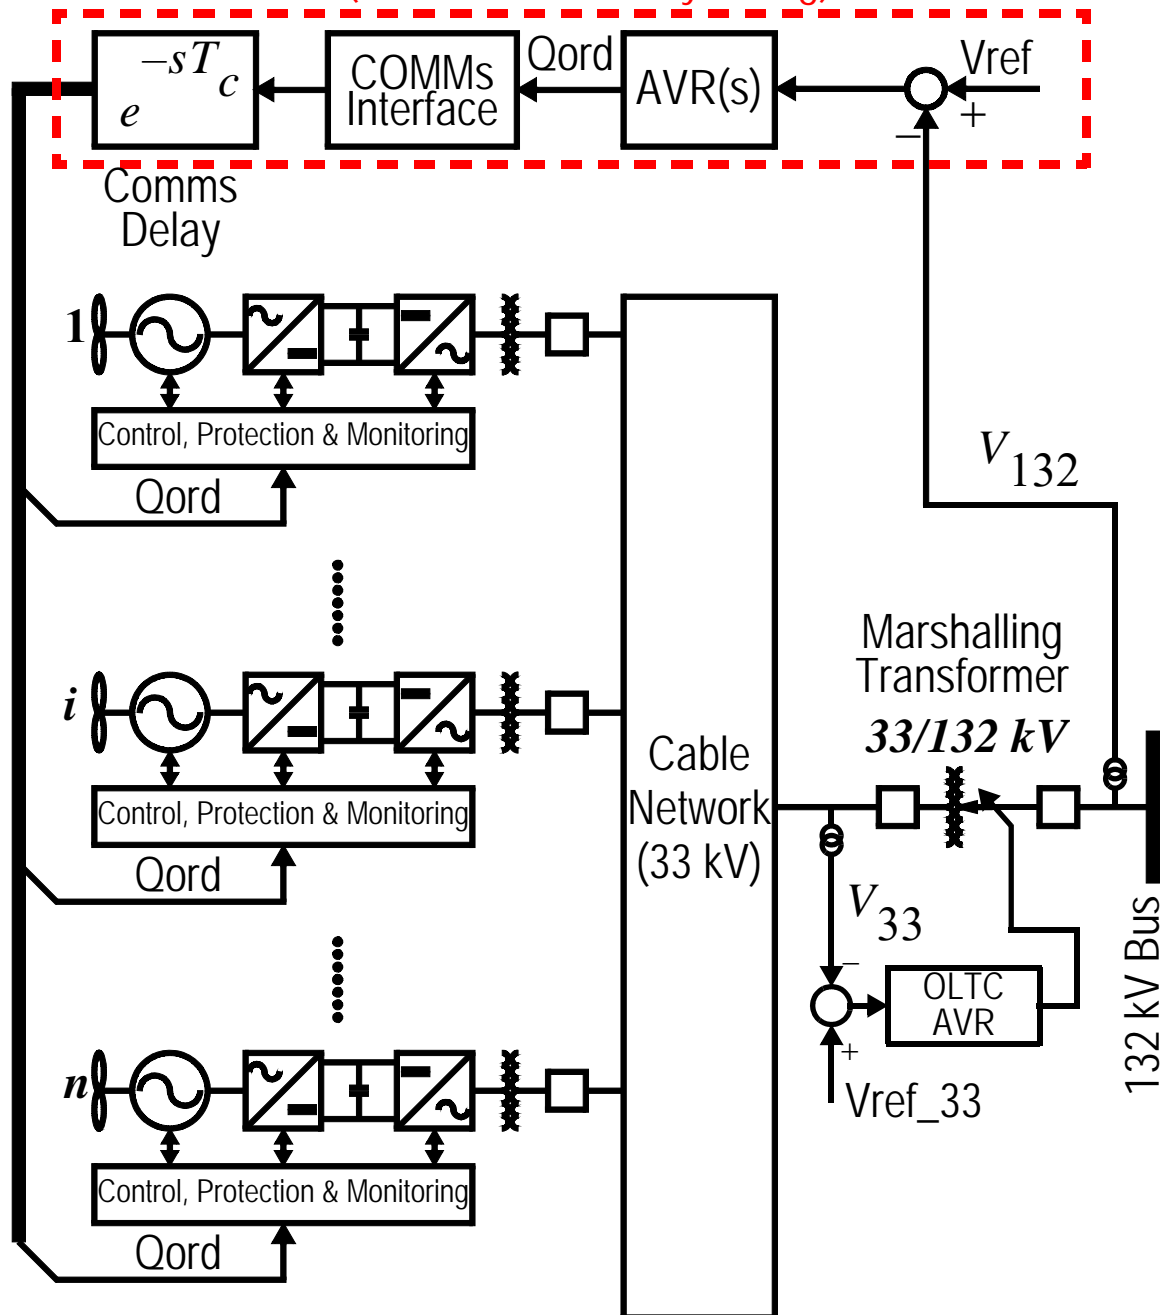 Qord
Vref
e −sT c
COMMs
Interface
AVR(s)
+
−
Comms
Delay
1
Control, Protection & Monitoring
Qord
V 132
i
Control, Protection & Monitoring
Qord
Marshalling
Transformer
33/132 kV
Cable
Network
(33 kV)
V 33
−
OLTC
AVR
+
Vref_33
132 kV Bus
n
Control, Protection & Monitoring
Qord